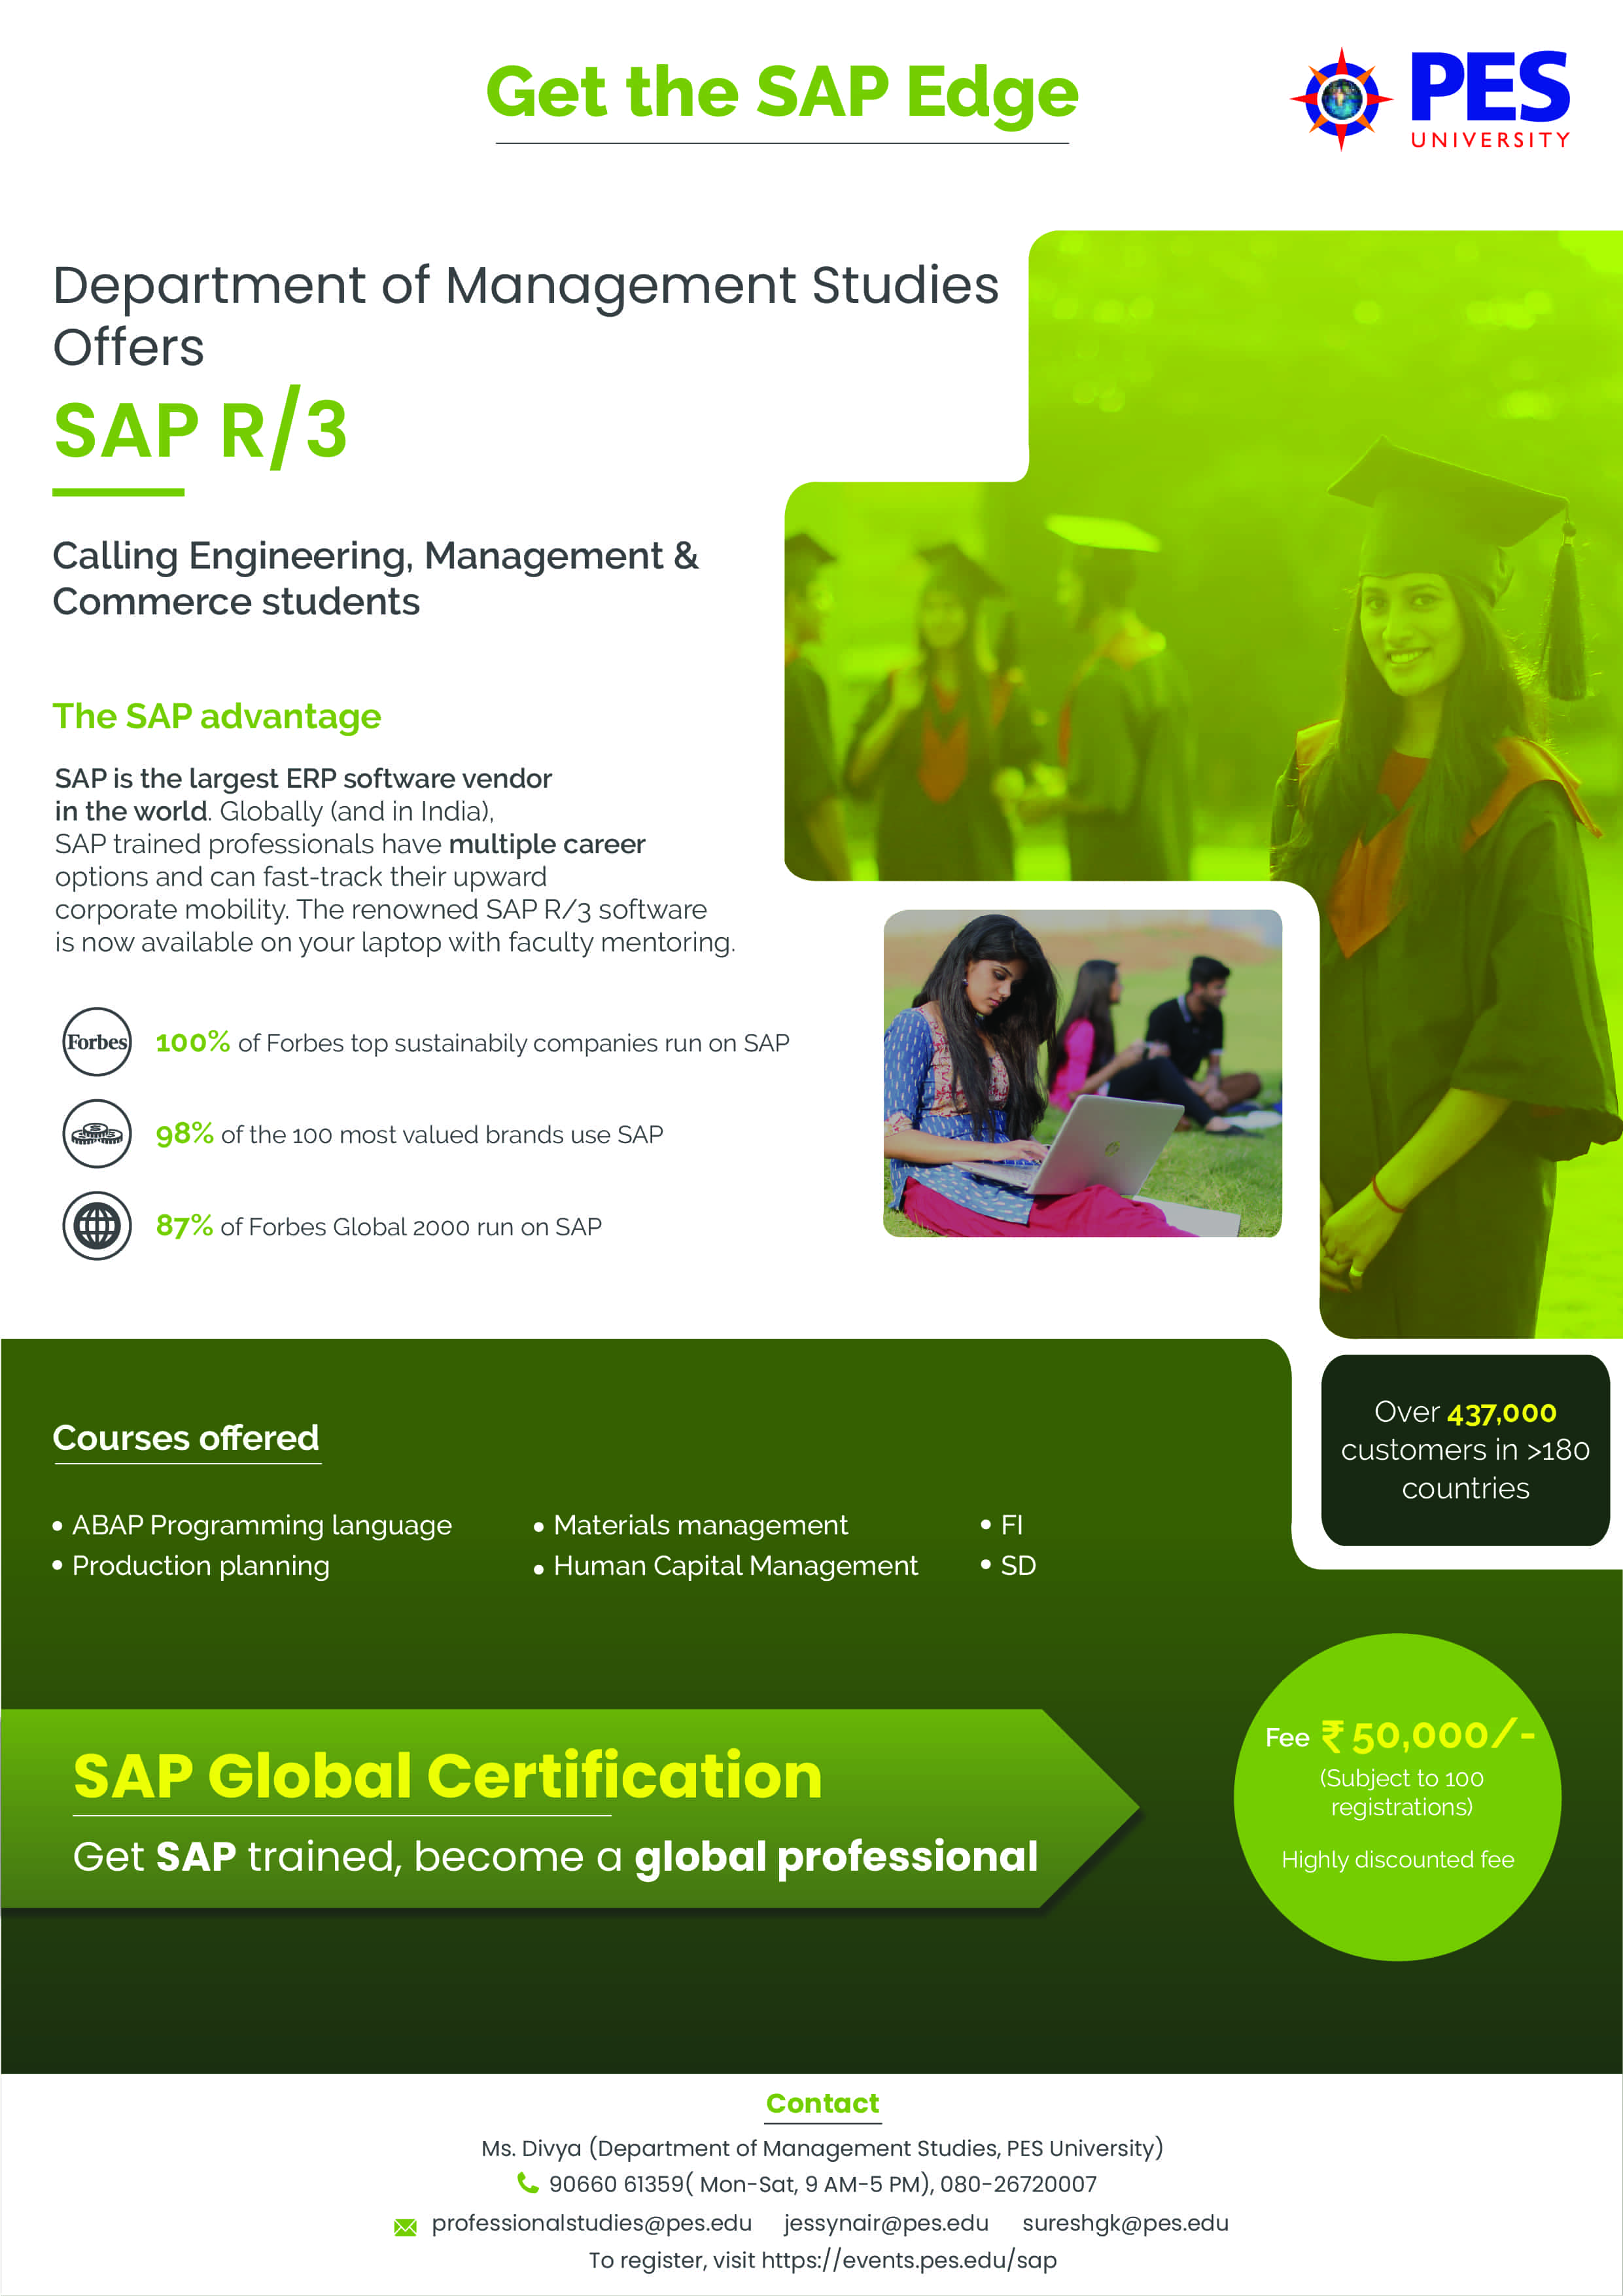 Get the SAP Edge
PES
UNIVERSITY
Department of Management Studies
Offers
SAP R/3
Calling Engineering, Management &
Commerce students
The SAP advantage
SAP is the largest ERP software vendor
in the world. Globally (and in India),
SAP trained professionals have multiple career
options and can fast-track their upward
corporate mobility. The renowned SAP R/3 software
is now available on your laptop with faculty mentoring.
Forbes
100% of Forbes top sustainabily companies run on SAP
98% of the 100 most valued brands use SAP
87% of Forbes Global 2000 run on SAP
Over 437,000
customers in >180
countries
Courses offered
• ABAP Programming language
• Production planning
• Materials management
• Human Capital Management
• FI
• SD
SAP Global Certification
Get SAP trained, become a global professional
Fee ₹ 50,000/-
(Subject to 100
registrations)
Highly discounted fee
Contact
Ms. Divya (Department of Management Studies, PES University)
90660 61359( Mon-Sat, 9 AM-5 PM), 080-26720007
professionalstudies@pes.edu jessynair@pes.edu sureshgk@pes.edu
To register, visit https://events.pes.edu/sap